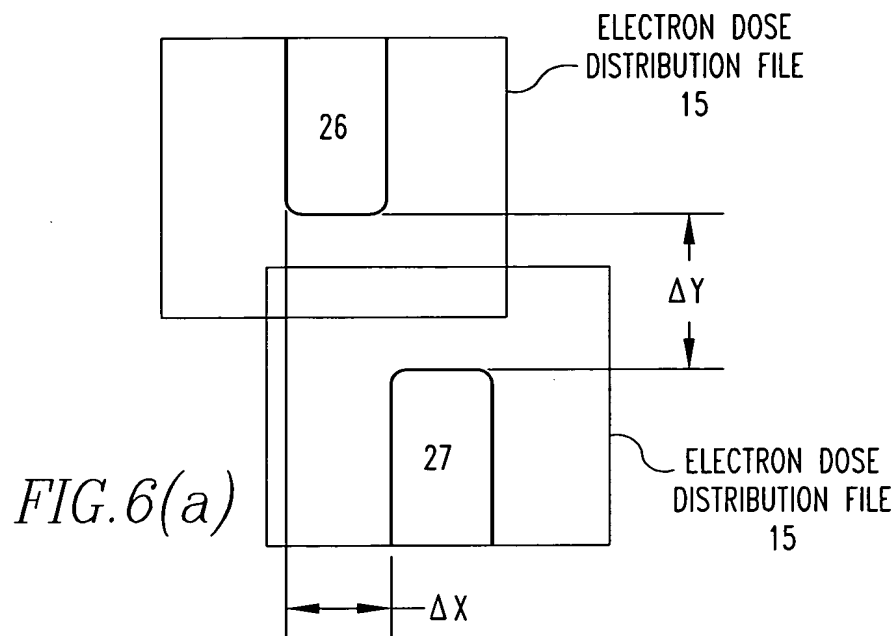 ELECTRON DOSE
DISTRIBUTION FILE
15
26
ΔY
27
ELECTRON DOSE
DISTRIBUTION FILE
15
FIG.6(a)
ΔX